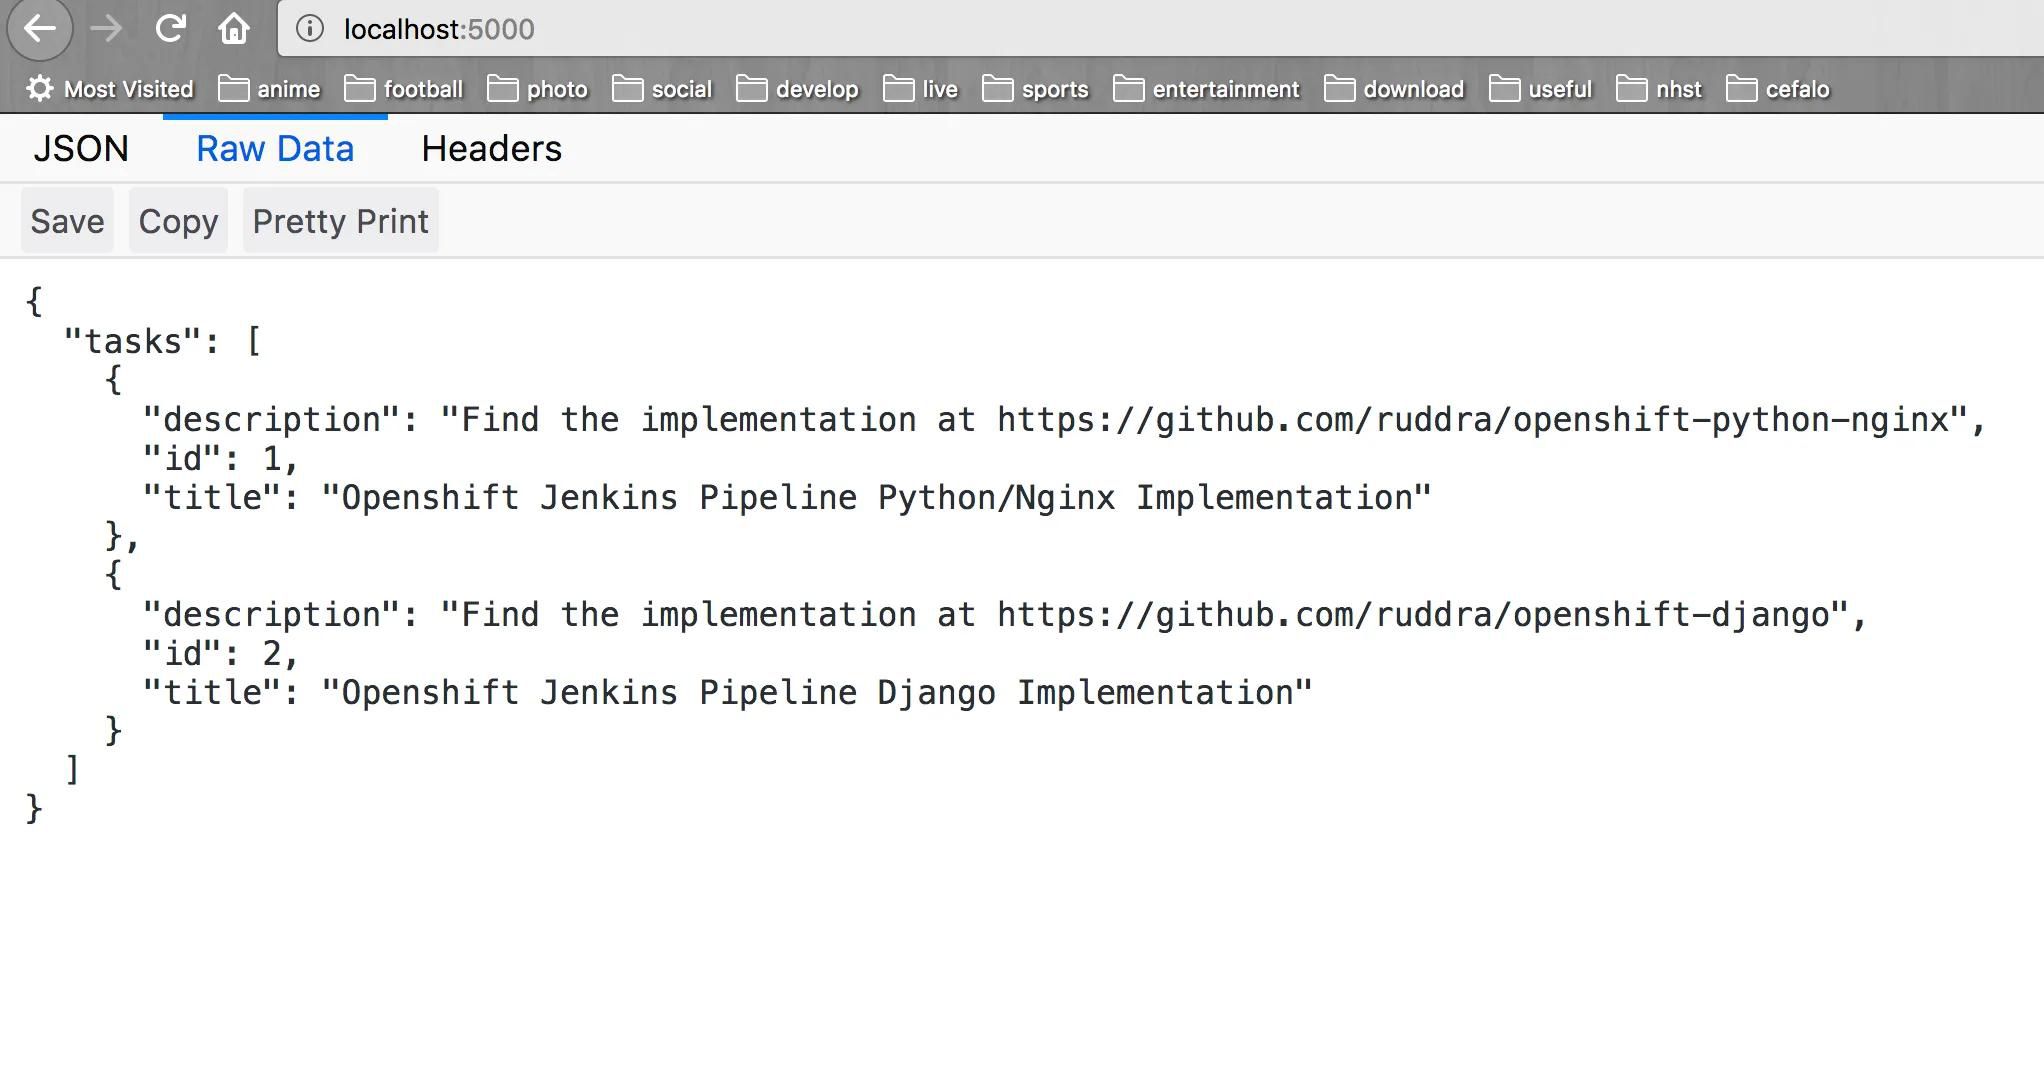 localhost:5000
Most Visited anime football photo social develop live sports entertainment download useful nhst cefalo
JSON Raw Data Headers
Save Copy Pretty Print
{
  "tasks": [
    {
      "description": "Find the implementation at https://github.com/ruddra/openshift-python-nginx",
      "id": 1,
      "title": "Openshift Jenkins Pipeline Python/Nginx Implementation"
    },
    {
      "description": "Find the implementation at https://github.com/ruddra/openshift-django",
      "id": 2,
      "title": "Openshift Jenkins Pipeline Django Implementation"
    }
  ]
}